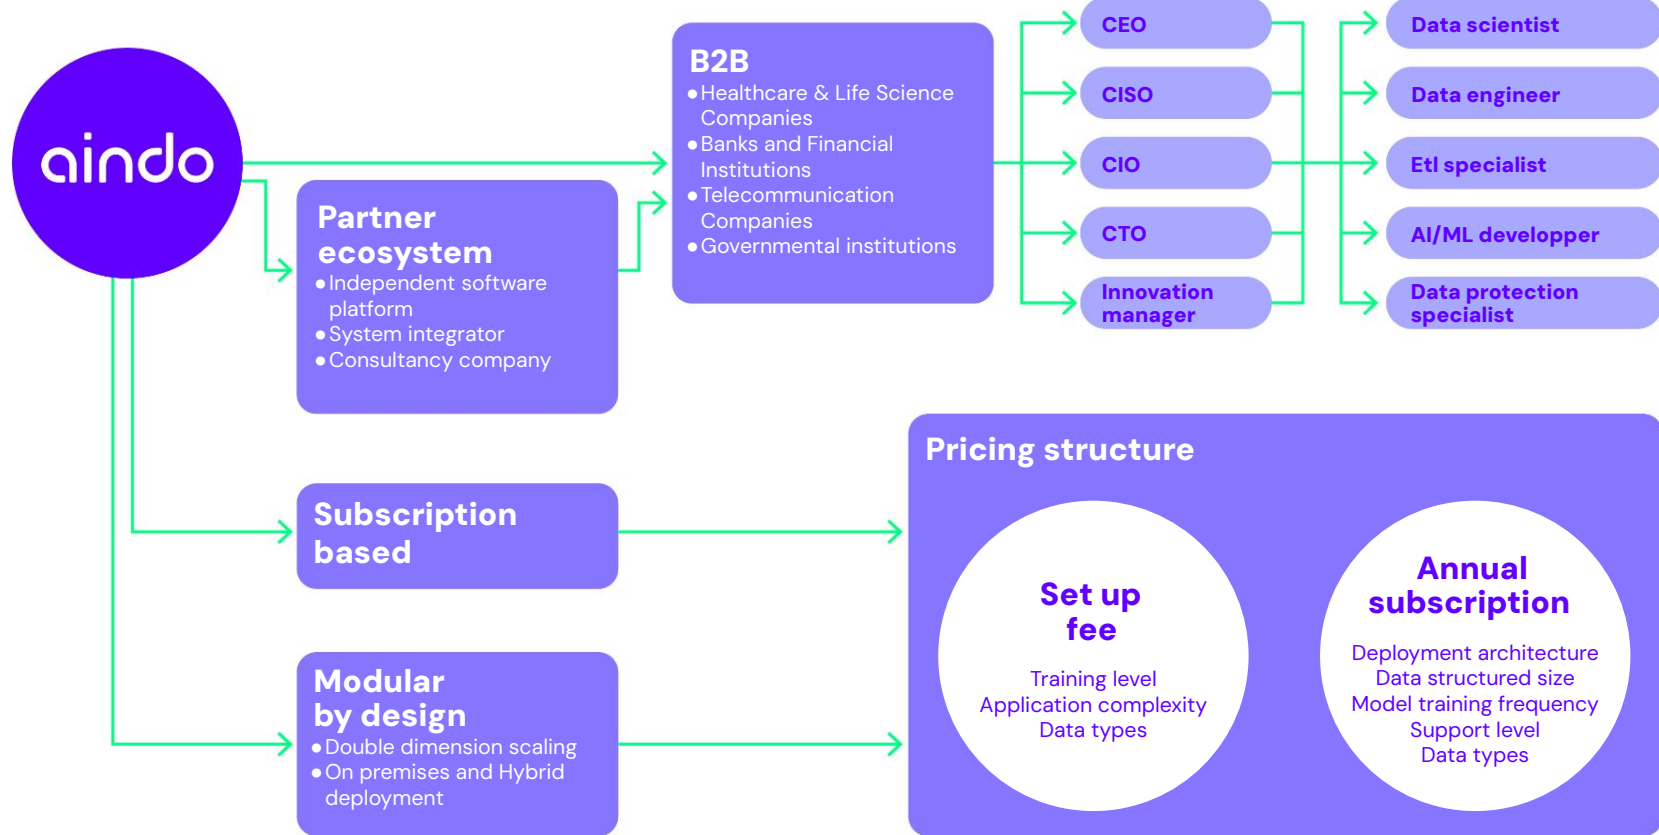 aindo
Partner
ecosystem
● Independent software
platform
● System integrator
● Consultancy company
B2B
● Healthcare & Life Science
Companies
● Banks and Financial
Institutions
● Telecommunication
Companies
● Governmental institutions
CEO
CISO
CIO
CTO
Innovation
manager
Data scientist
Data engineer
Etl specialist
AI/ML developper
Data protection
specialist
Subscription
based
Modular
by design
● Double dimension scaling
● On premises and Hybrid
deployment
Pricing structure
Set up
fee
Training level
Application complexity
Data types
Annual
subscription
Deployment architecture
Data structured size
Model training frequency
Support level
Data types